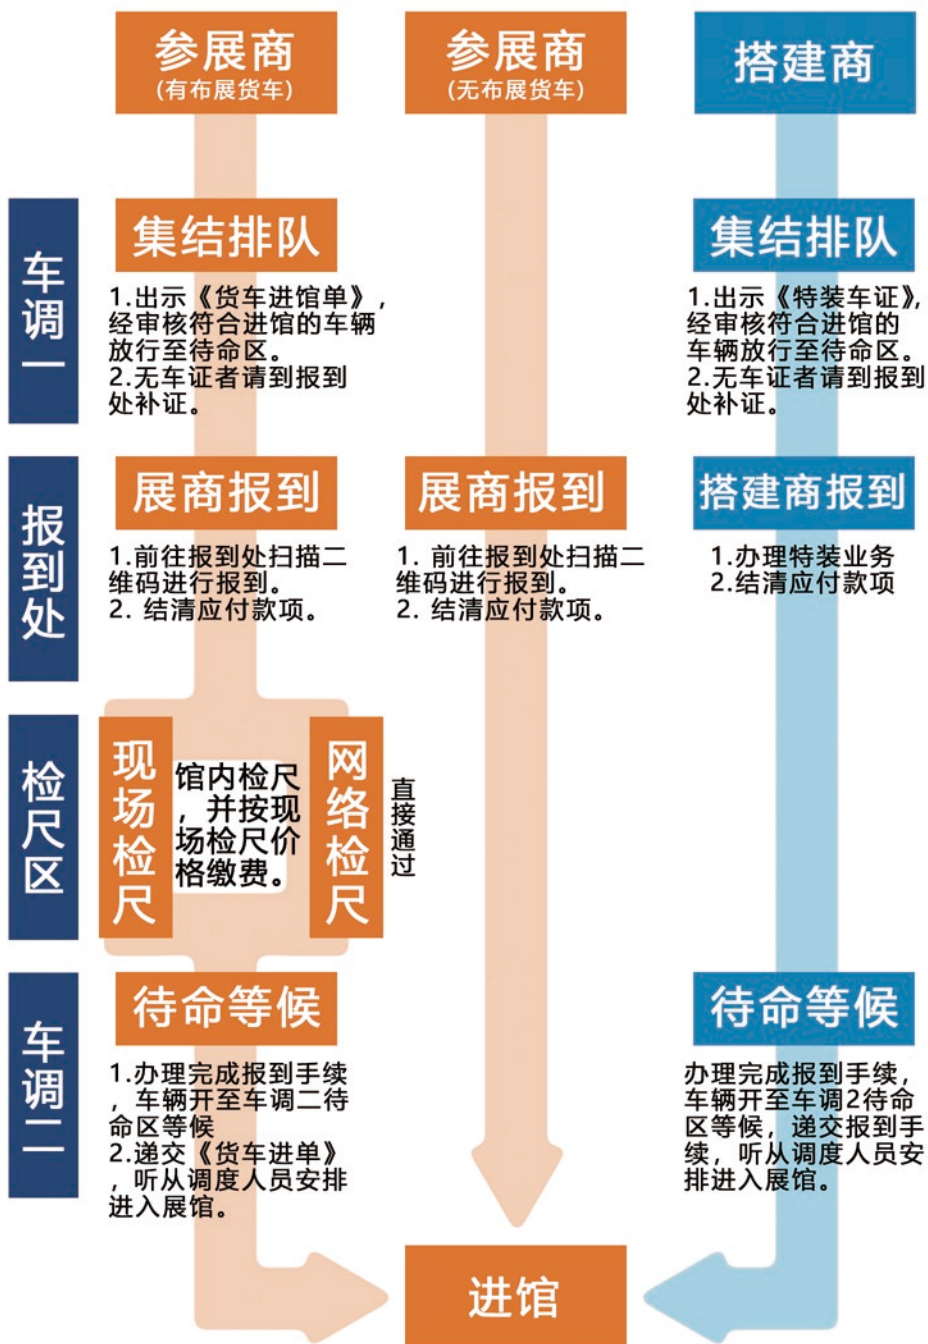 参展商
(有布展货车)
参展商
(无布展货车)
搭建商
车调一
集结排队
1.出示《货车进馆单》,
经审核符合进馆的车辆
放行至待命区。
2.无车证者请到报到
处补证。
集结排队
1.出示《特装车证》,
经审核符合进馆的
车辆放行至待命区。
2.无车证者请到报到
处补证。
报到处
展商报到
1.前往报到处扫描二
维码进行报到。
2. 结清应付款项。
展商报到
1. 前往报到处扫描二
维码进行报到。
2. 结清应付款项。
搭建商报到
1.办理特装业务
2.结清应付款项
检尺区
现场检尺
馆内检尺
,并按现
场检尺价
格缴费。
网络检尺
直接通过
车调二
待命等候
1.办理完成报到手续
,车辆开至车调二待
命区等候
2.递交《货车进单》
,听从调度人员安排
进入展馆。
待命等候
办理完成报到手续,
车辆开至车调2待命
区等候,递交报到手
续,听从调度人员安
排进入展馆。
进馆